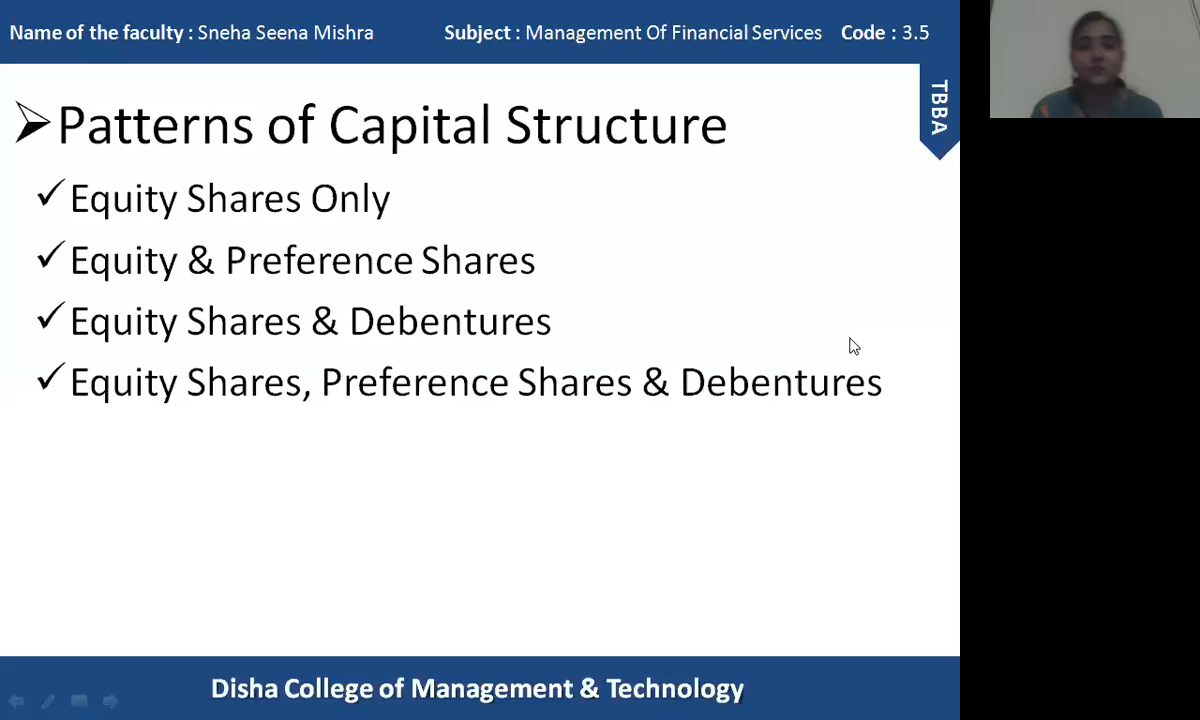 Name of the faculty : Sneha Seena Mishra Subject : Management Of Financial Services Code : 3.5
TBBA
Patterns of Capital Structure
Equity Shares Only
Equity & Preference Shares
Equity Shares & Debentures
Equity Shares, Preference Shares & Debentures
Disha College of Management & Technology